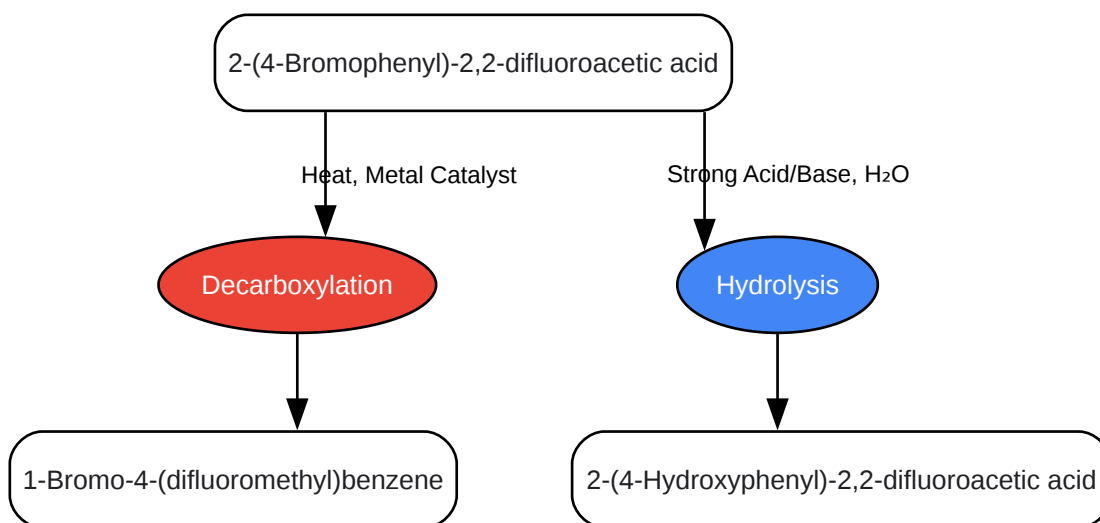 2-(4-Bromophenyl)-2,2-difluoroacetic acid
Heat, Metal Catalyst
Strong Acid/Base, H₂O
Decarboxylation
Hydrolysis
1-Bromo-4-(difluoromethyl)benzene
2-(4-Hydroxyphenyl)-2,2-difluoroacetic acid